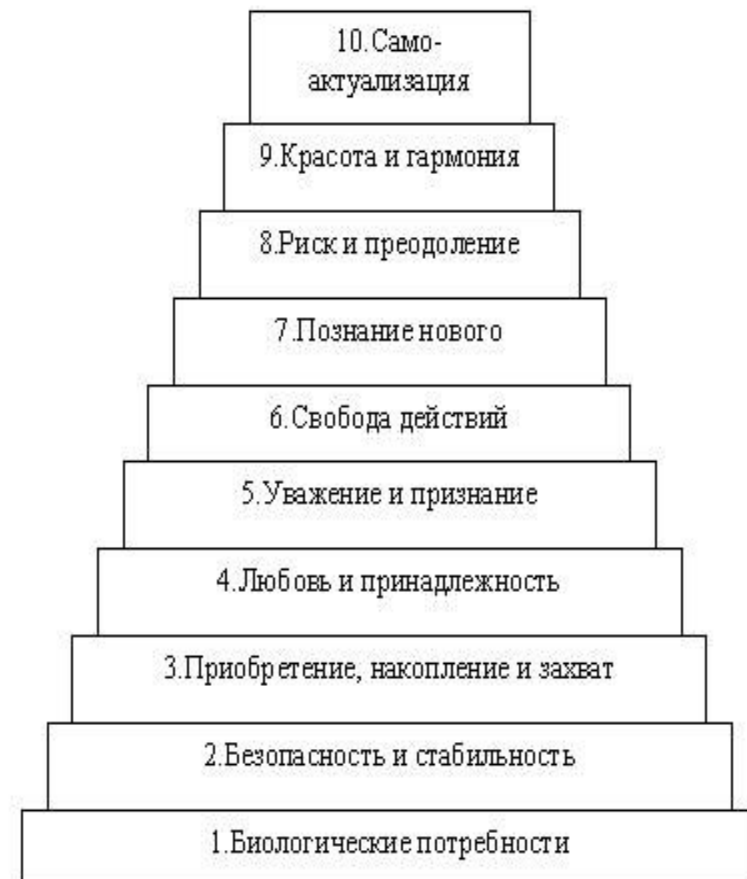 10.Само-
актуализация
9.Красота и гармония
8.Риск и преодоление
7.Познание нового
6.Свобода действий
5.Уважение и признание
4.Любовь и принадлежность
3.Приобретение, накопление и захват
2.Безопасность и стабильность
1.Биологические потребности